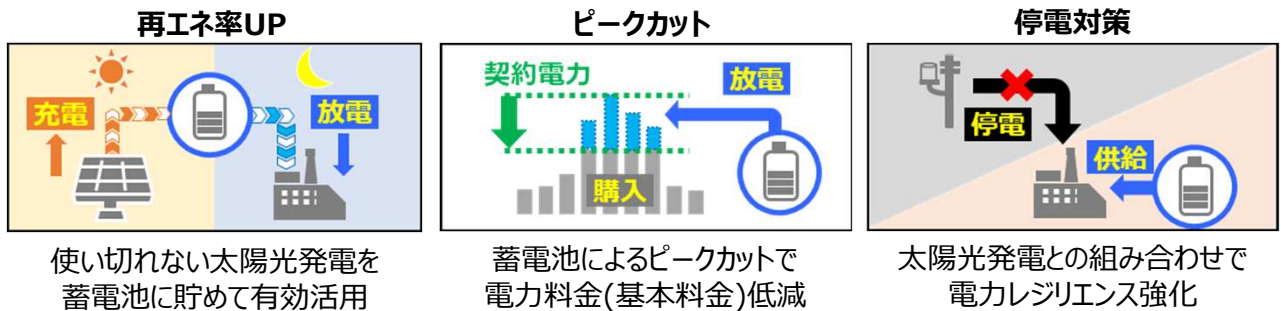 再エネ率UP
充電
放電
使い切れない太陽光発電を
蓄電池に貯めて有効活用
ピークカット
契約電力
放電
購入
蓄電池によるピークカットで
電力料金(基本料金)低減
停電対策
停電
供給
太陽光発電との組み合わせで
電力レジリエンス強化